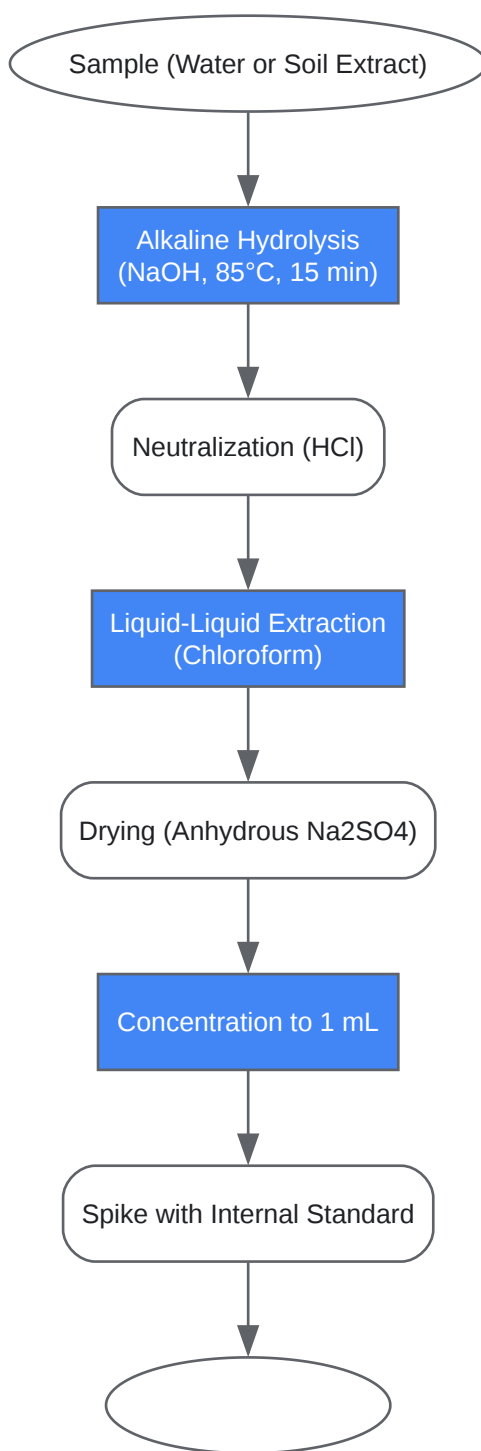 Sample (Water or Soil Extract)
Alkaline Hydrolysis
(NaOH, 85°C, 15 min)
Neutralization (HCl)
Liquid-Liquid Extraction
(Chloroform)
Drying (Anhydrous Na2SO4)
Concentration to 1 mL
Spike with Internal Standard